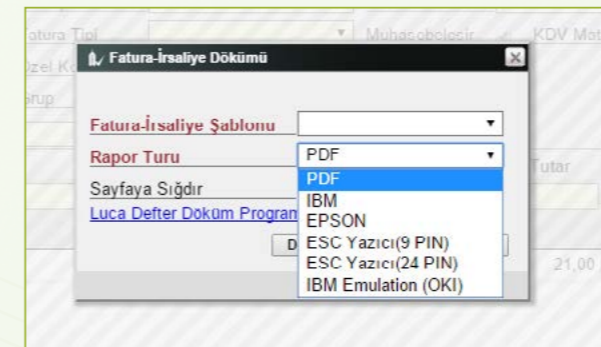 atura Tipi Muhasebeleşir KDV Mat
Özel K
Grup
Fatura-İrsaliye Dökümü
Fatura-İrsaliye Şablonu
Rapor Turu PDF
Tutar
Sayfaya Sığdır
PDF
IBM
Luca Defter Döküm Program
EPSON
D
ESC Yazıcı(9 PIN)
ESC Yazıcı(24 PIN)
21,00
IBM Emulation (OKI)